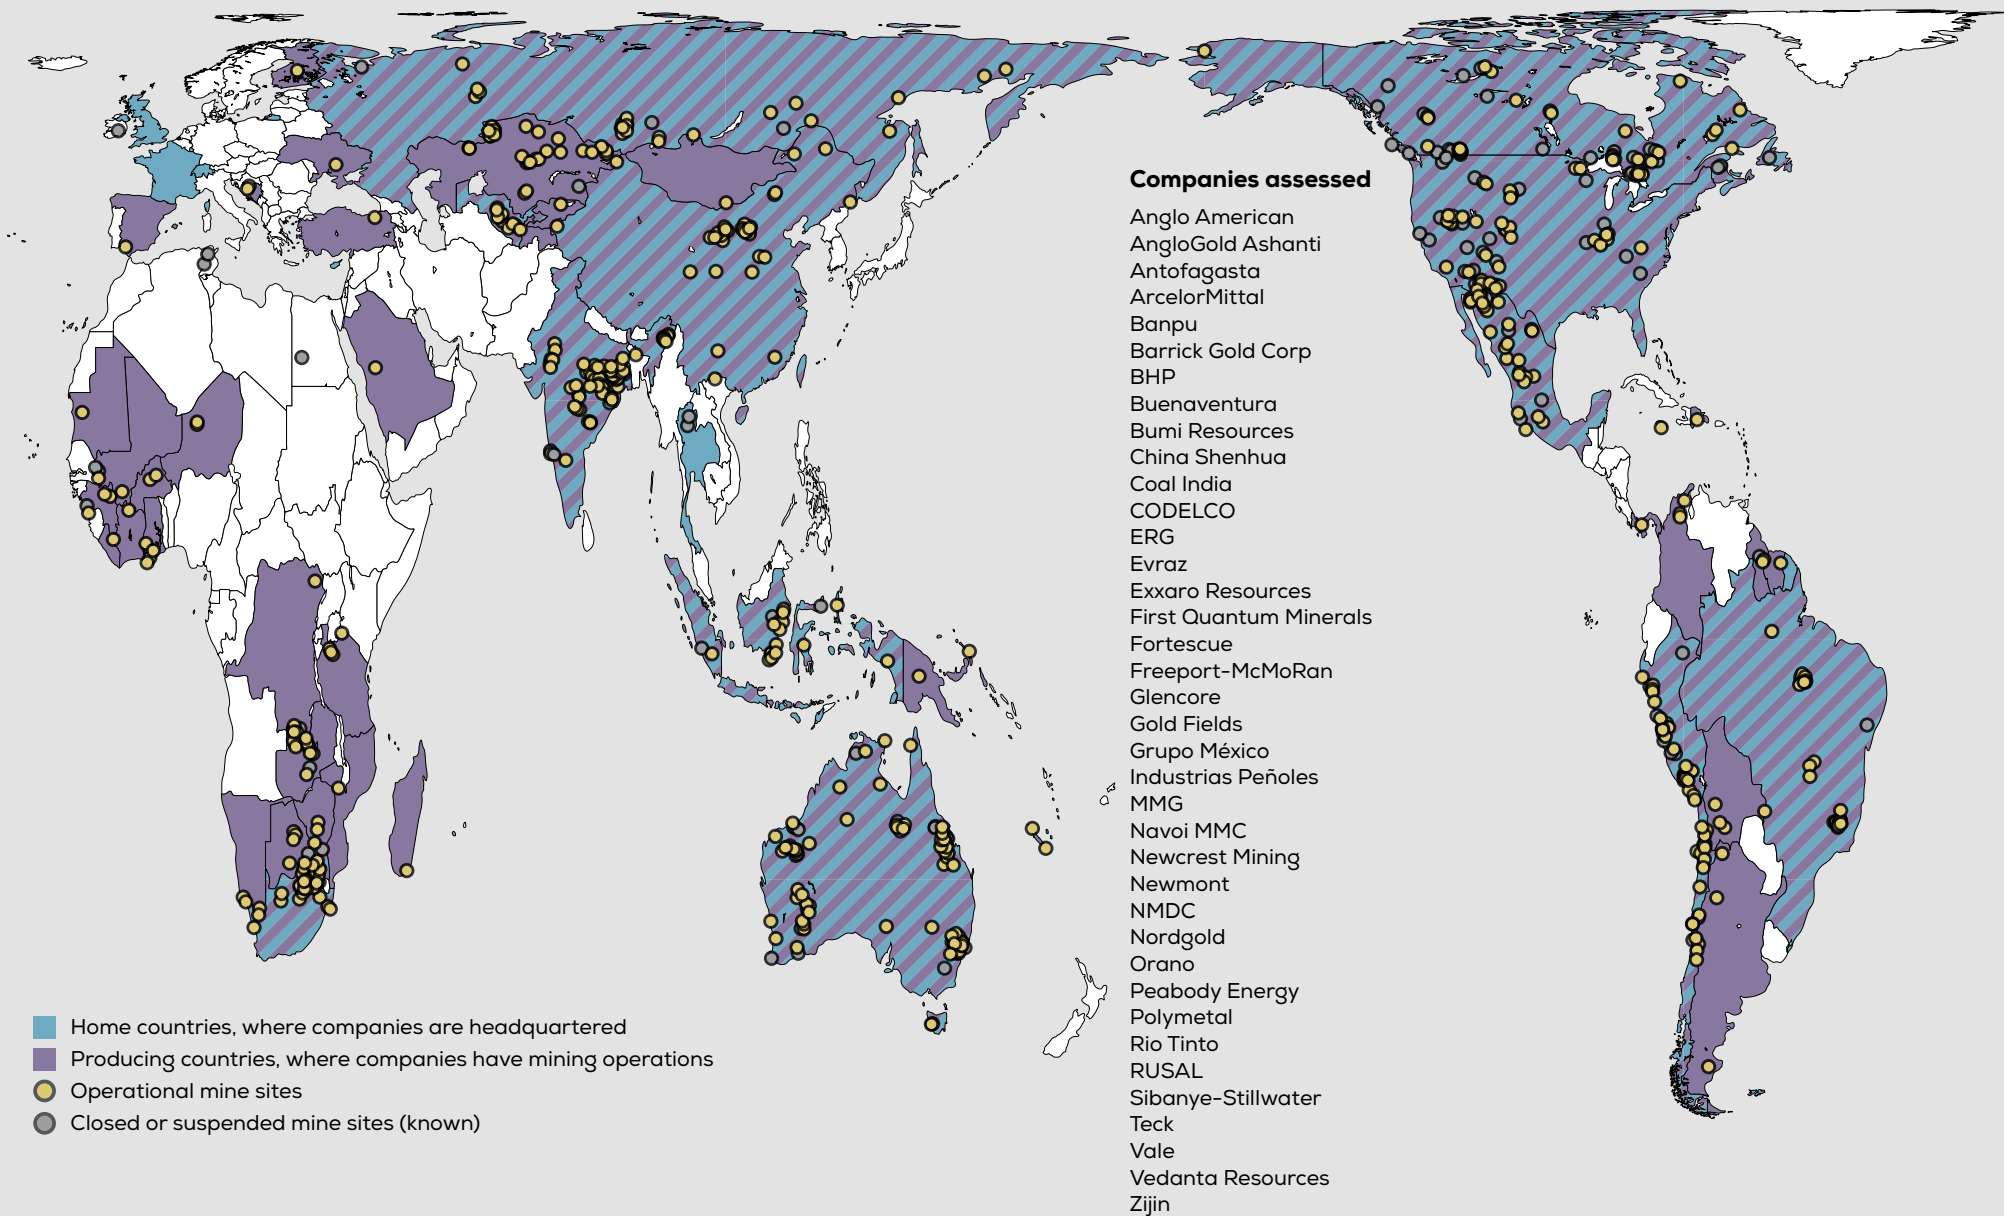 Companies assessed
Anglo American
AngloGold Ashanti
Antofagasta
ArcelorMittal
Banpu
Barrick Gold Corp
BHP
Buenaventura
Bumi Resources
China Shenhua
Coal India
CODELCO
ERG
Evraz
Exxaro Resources
First Quantum Minerals
Fortescue
Freeport-McMoRan
Glencore
Gold Fields
Grupo México
Industrias Peñoles
MMG
Navoi MMC
Newcrest Mining
Newmont
NMDC
Nordgold
Orano
Peabody Energy
Polymetal
Rio Tinto
RUSAL
Sibanye-Stillwater
Teck
Vale
Vedanta Resources
Zijin
Home countries, where companies are headquartered
Producing countries, where companies have mining operations
Operational mine sites
Closed or suspended mine sites (known)